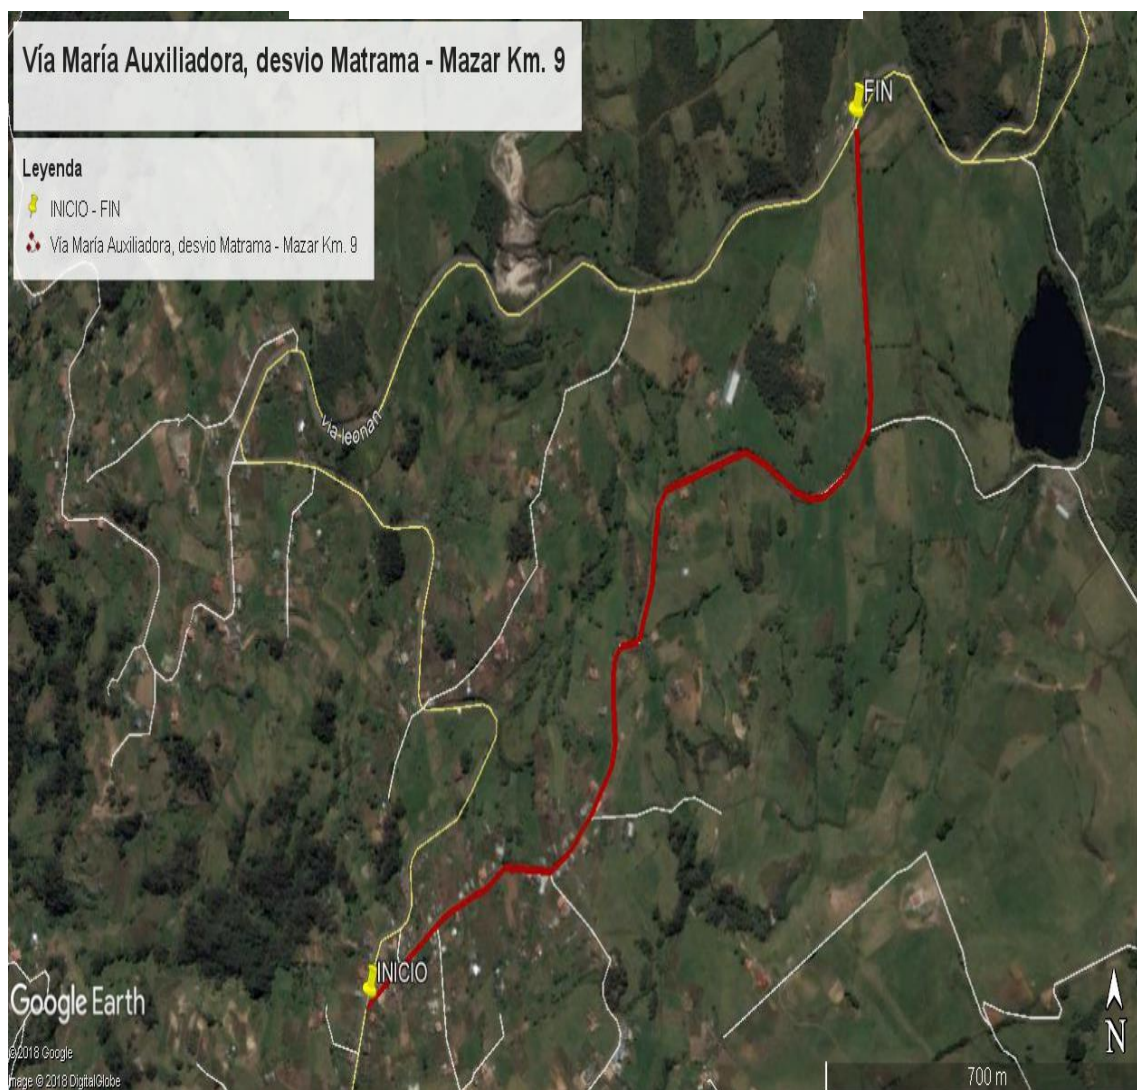 Vía María Auxiliadora, desvio Matrama - Mazar Km. 9
Leyenda
INICIO - FIN
Vía María Auxiliadora, desvio Matrama - Mazar Km. 9
FIN
via leonan
INICIO
Google Earth
© 2018 Google
Image © 2018 DigitalGlobe
N
700 m